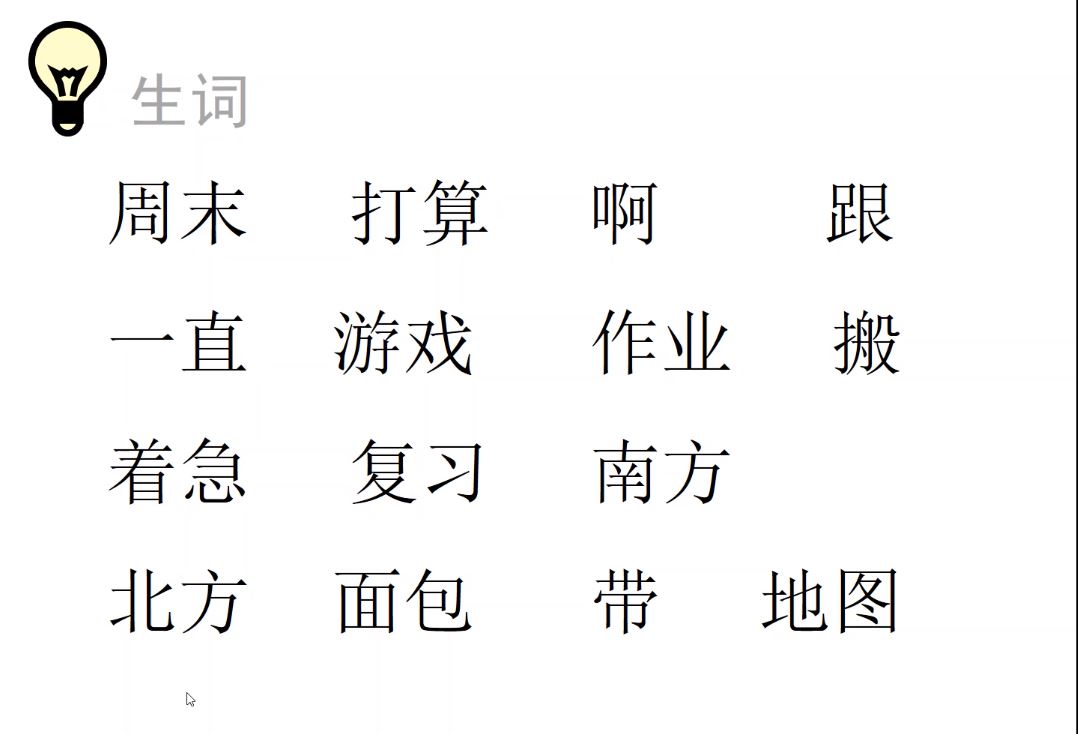 生词
周末 打算 啊 跟
一直 游戏 作业 搬
着急 复习 南方
北方 面包 带 地图